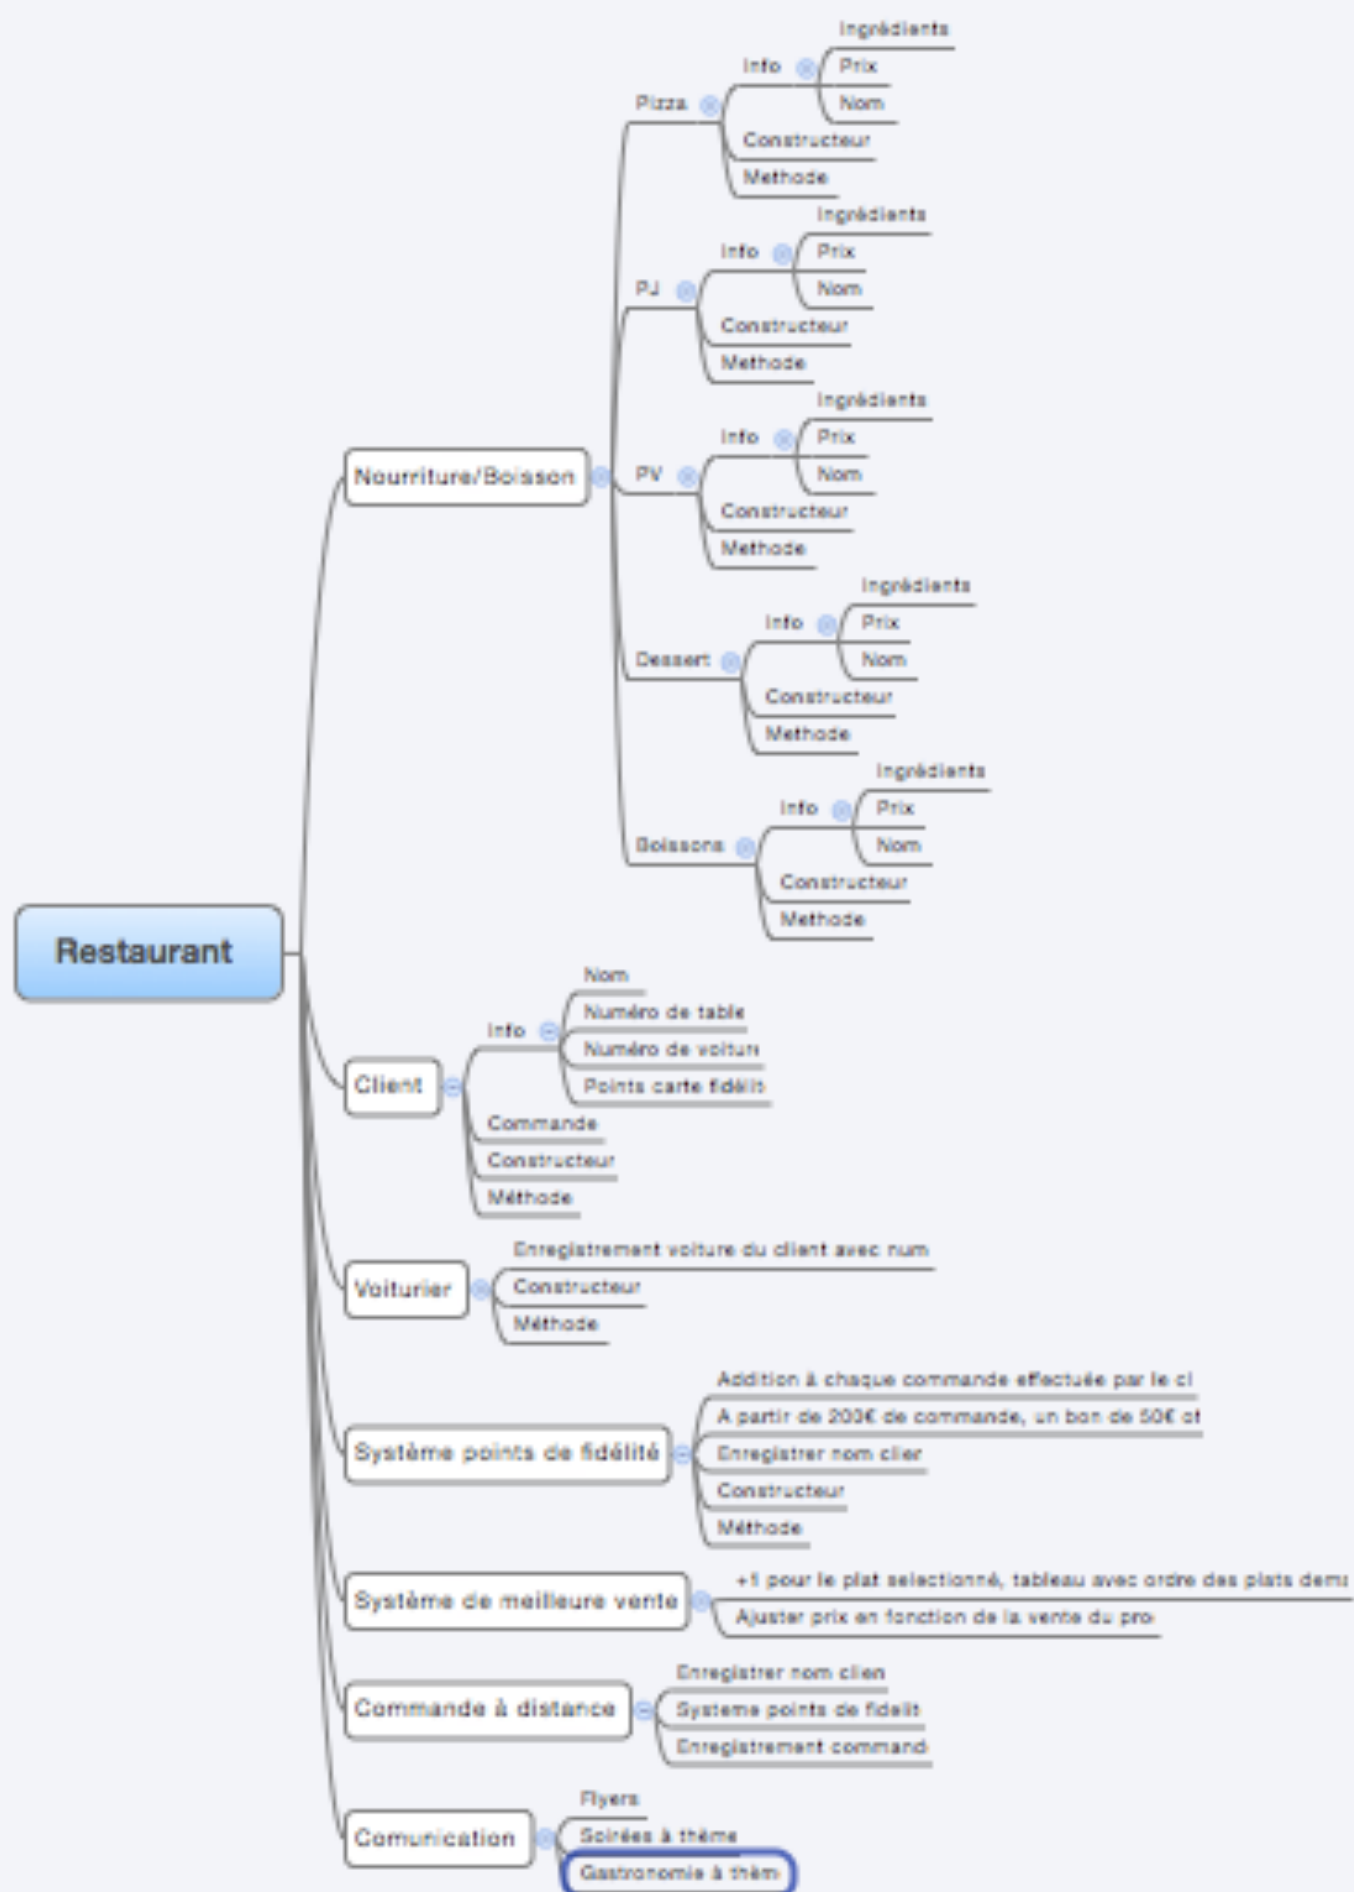 Restaurant
Nourriture/Boisson
Pizza
Info
Ingrédients
Prix
Nom
Constructeur
Methode
PJ
Info
Ingrédients
Prix
Nom
Constructeur
Methode
PV
Info
Ingrédients
Prix
Nom
Constructeur
Methode
Dessert
Info
Ingrédients
Prix
Nom
Constructeur
Methode
Boissons
Info
Ingrédients
Prix
Nom
Constructeur
Methode
Client
Info
Nom
Numéro de table
Numéro de
Points carte
Commande
Constructeur
Méthode
Voiturier
Enregistrement voiture du client avec num
Constructeur
Méthode
Système points de fidélité
Addition à chaque commande effectuée par le cl
A partir de 200€ de commande, un bon de 50€
Enregistrer nom
Constructeur
Méthode
Système de meilleure vente
+1 pour le plat selectionné, tableau avec ordre des plats
Ajuster prix en fonction de la vente du
Commande à distance
Enregistrer nom clien
Systeme points de fidelit
Enregistrement command
Comunication
Flyers
Soirées à thème
Gastronomie à thèm